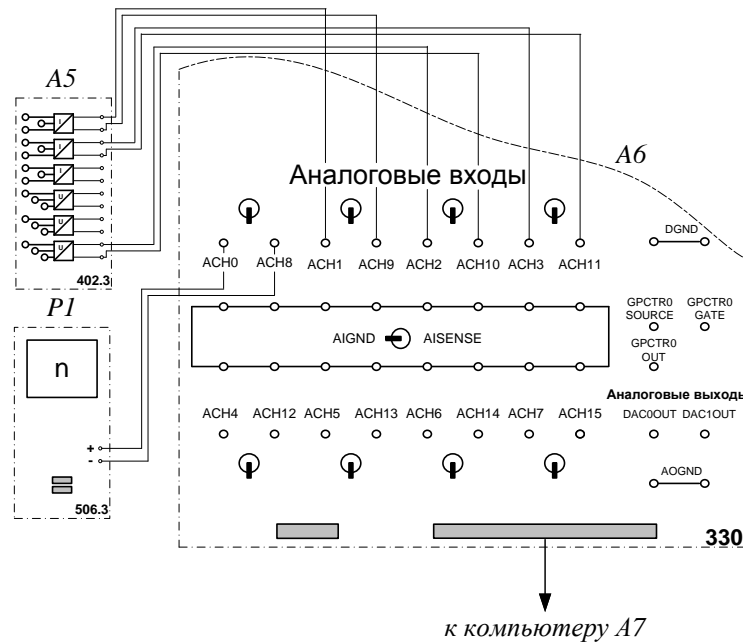 A5
A6
I
I
I
U
U
U
402.3
Аналоговые входы
DGND
ACH0 ACH8 ACH1 ACH9 ACH2 ACH10 ACH3 ACH11
P1
n
+
-
506.3
AIGND AISENSE
GPCTR0 SOURCE
GPCTR0 GATE
GPCTR0 OUT
Аналоговые выходы
ACH4 ACH12 ACH5 ACH13 ACH6 ACH14 ACH7 ACH15
DAC0OUT DAC1OUT
AOGND
330
к компьютеру A7